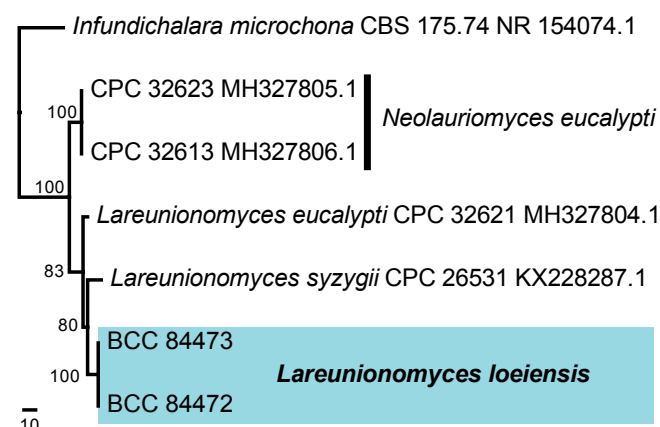 Infundichalara microchona CBS 175.74 NR 154074.1
CPC 32623 MH327805.1
100
Neolauriomyces eucalypti
CPC 32613 MH327806.1
100
Lareunionomyces eucalypti CPC 32621 MH327804.1
83
Lareunionomyces syzygii CPC 26531 KX228287.1
80
BCC 84473
100
Lareunionomyces loeiensis
BCC 84472
10